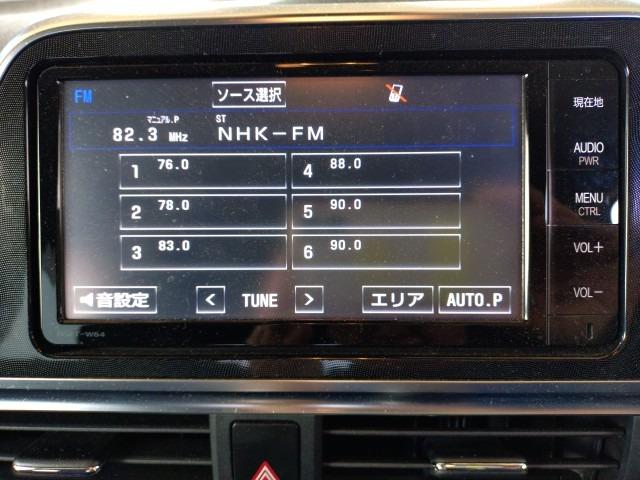 FM ソース選択
マニュアル.P ST
82.3 MHz NHK-FM
1 76.0
4 88.0
2 78.0
5 90.0
3 83.0
6 90.0
音設定 < TUNE > エリア AUTO.P
現在地
AUDIO
PWR
MENU
CTRL
VOL+
VOL-